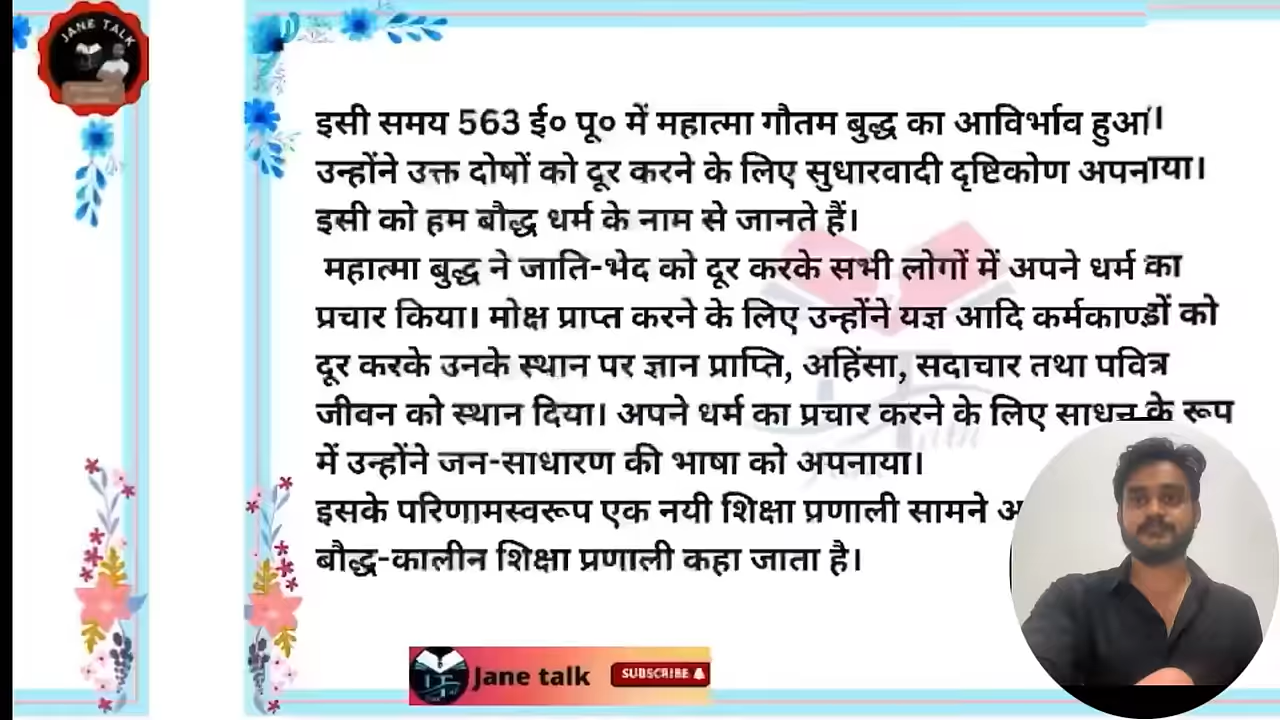 JANE TALK
इसी समय 563 ई० पू० में महात्मा गौतम बुद्ध का आविर्भाव हुआ।
उन्होंने उक्त दोषों को दूर करने के लिए सुधारवादी दृष्टिकोण अपनाया।
इसी को हम बौद्ध धर्म के नाम से जानते हैं।
महात्मा बुद्ध ने जाति-भेद को दूर करके सभी लोगों में अपने धर्म का
प्रचार किया। मोक्ष प्राप्त करने के लिए उन्होंने यज्ञ आदि कर्मकाण्डों को
दूर करके उनके स्थान पर ज्ञान प्राप्ति, अहिंसा, सदाचार तथा पवित्र
जीवन को स्थान दिया। अपने धर्म का प्रचार करने के लिए साधन के रूप
में उन्होंने जन-साधारण की भाषा को अपनाया।
इसके परिणामस्वरूप एक नयी शिक्षा प्रणाली सामने
बौद्ध-कालीन शिक्षा प्रणाली कहा जाता है।
Jane talk SUBSCRIBE